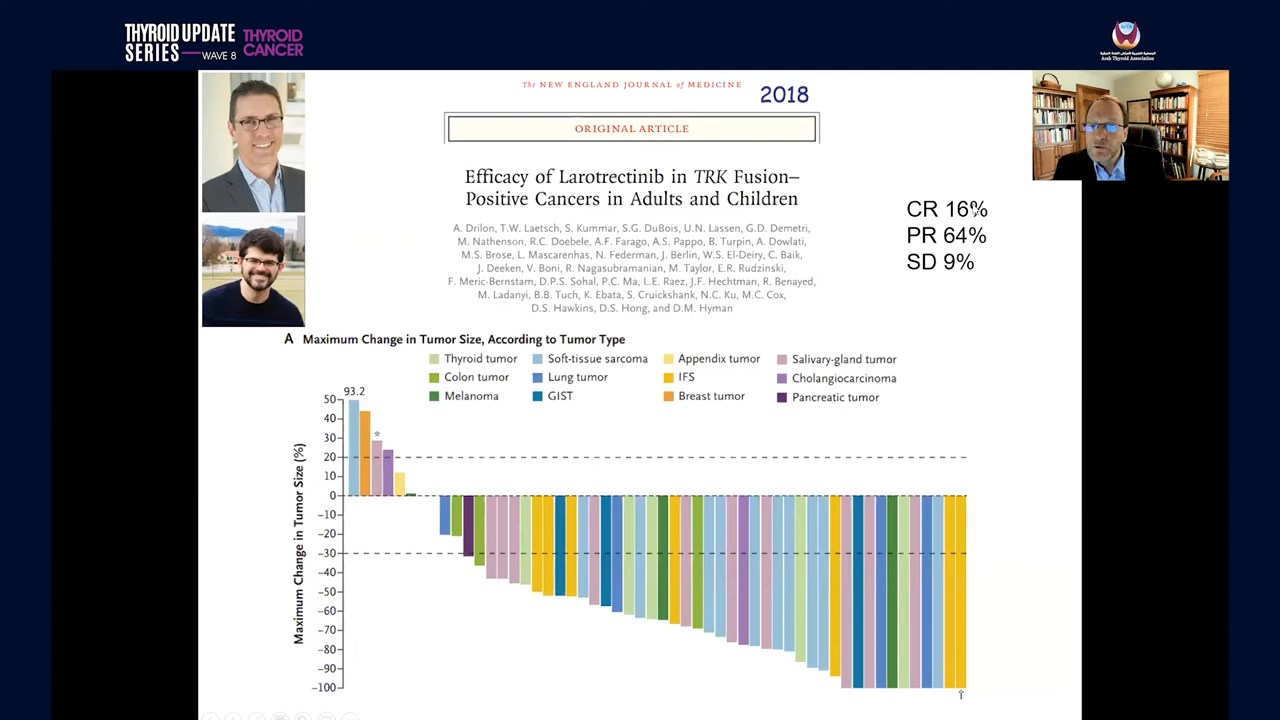 THYROID UPDATE
SERIES WAVE 8
THYROID
CANCER
Arab Thyroid Association
The NEW ENGLAND JOURNAL of MEDICINE
2018
ORIGINAL ARTICLE
Efficacy of Larotrectinib in TRK Fusion–
Positive Cancers in Adults and Children
A. Drilon, T.W. Laetsch, S. Kummar, S.G. DuBois, U.N. Lassen, G.D. Demetri,
M. Nathenson, R.C. Doebele, A.F. Farago, A.S. Pappo, B. Turpin, A. Dowlati,
M.S. Brose, L. Mascarenhas, N. Federman, J. Berlin, W.S. El-Deiry, C. Baik,
J. Deeken, V. Boni, R. Nagasubramanian, M. Taylor, E.R. Rudzinski,
F. Meric-Bernstam, D.P.S. Sohal, P.C. Ma, L.E. Raez, J.F. Hechtman, R. Benayed,
M. Ladanyi, B.B. Tuch, K. Ebata, S. Cruickshank, N.C. Ku, M.C. Cox,
D.S. Hawkins, D.S. Hong, and D.M. Hyman
CR 16%
PR 64%
SD 9%
A Maximum Change in Tumor Size, According to Tumor Type
Thyroid tumor
Soft-tissue sarcoma
Appendix tumor
Salivary-gland tumor
Colon tumor
Lung tumor
IFS
Cholangiocarcinoma
Melanoma
GIST
Breast tumor
Pancreatic tumor
Maximum Change in Tumor Size (%)
93.2
50
40
30
20
10
0
−10
−20
−30
−40
−50
−60
−70
−80
−90
−100
*
†